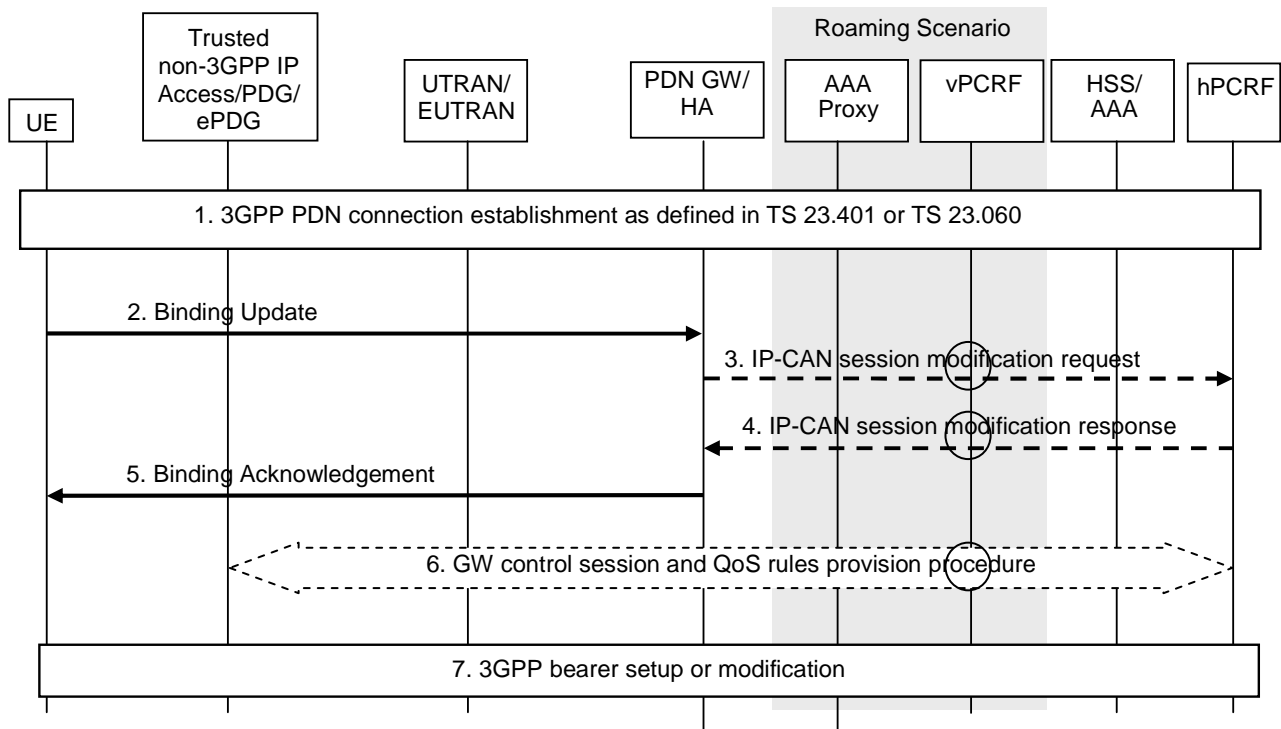 Roaming Scenario
UE
Trusted
non-3GPP IP
Access/PDG/
ePDG
UTRAN/
EUTRAN
PDN GW/
HA
AAA
Proxy
vPCRF
HSS/
AAA
hPCRF
1. 3GPP PDN connection establishment as defined in TS 23.401 or TS 23.060
2. Binding Update
3. IP-CAN session modification request
4. IP-CAN session modification response
5. Binding Acknowledgement
6. GW control session and QoS rules provision procedure
7. 3GPP bearer setup or modification